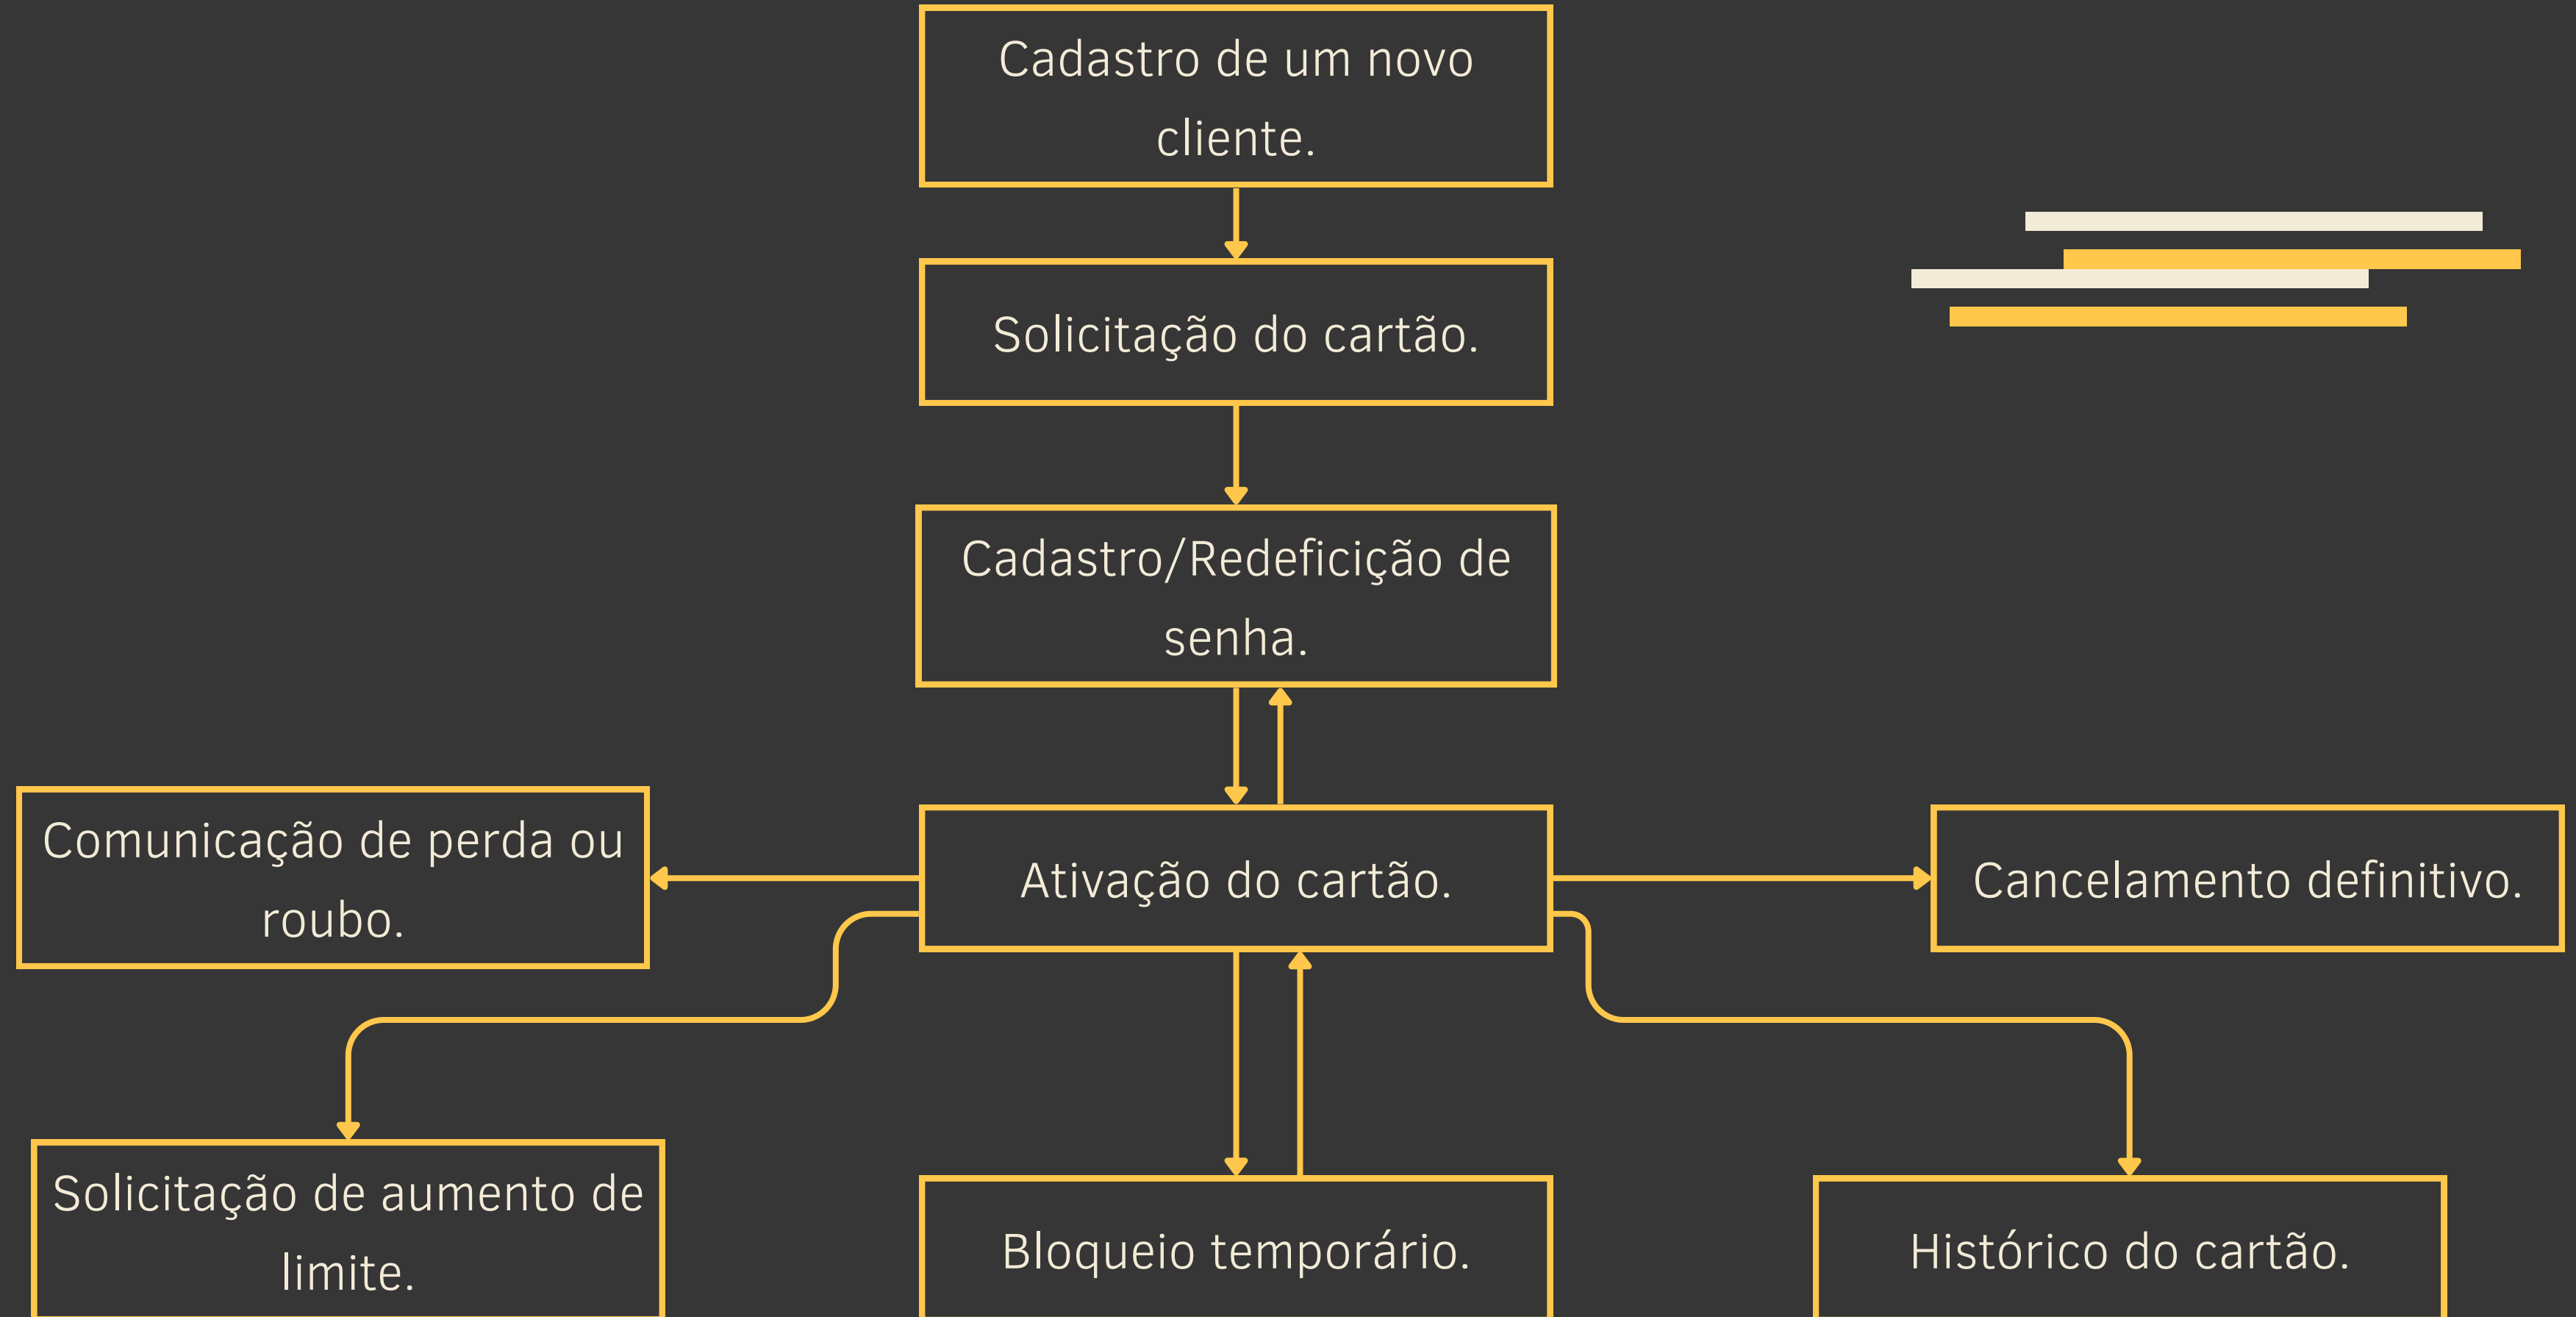 Cadastro de um novo
cliente.
Solicitação do cartão.
Cadastro/Redeficição de
senha.
Comunicação de perda ou
roubo.
Ativação do cartão.
Cancelamento definitivo.
Solicitação de aumento de
limite.
Bloqueio temporário.
Histórico do cartão.